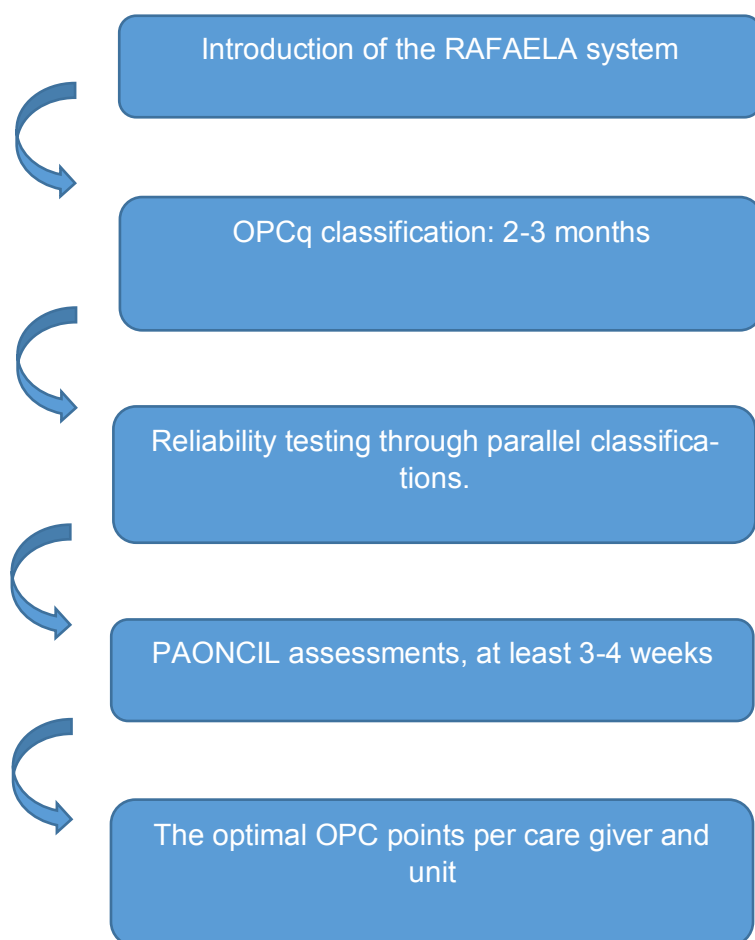 Introduction of the RAFAELA system
OPCq classification: 2-3 months
Reliability testing through parallel classifica-
tions.
PAONCIL assessments, at least 3-4 weeks
The optimal OPC points per care giver and
unit